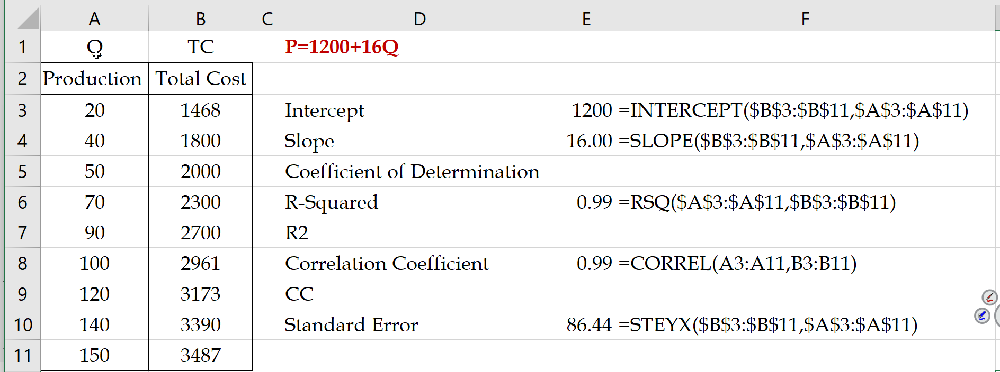 A B C D E F
1 Q TC P=1200+16Q
2 Production Total Cost
3 20 1468 Intercept 1200 =INTERCEPT($B$3:$B$11,$A$3:$A$11)
4 40 1800 Slope 16.00 =SLOPE($B$3:$B$11,$A$3:$A$11)
5 50 2000 Coefficient of Determination
6 70 2300 R-Squared 0.99 =RSQ($A$3:$A$11,$B$3:$B$11)
7 90 2700 R2
8 100 2961 Correlation Coefficient 0.99 =CORREL(A3:A11,B3:B11)
9 120 3173 CC
10 140 3390 Standard Error 86.44 =STEYX($B$3:$B$11,$A$3:$A$11)
11 150 3487